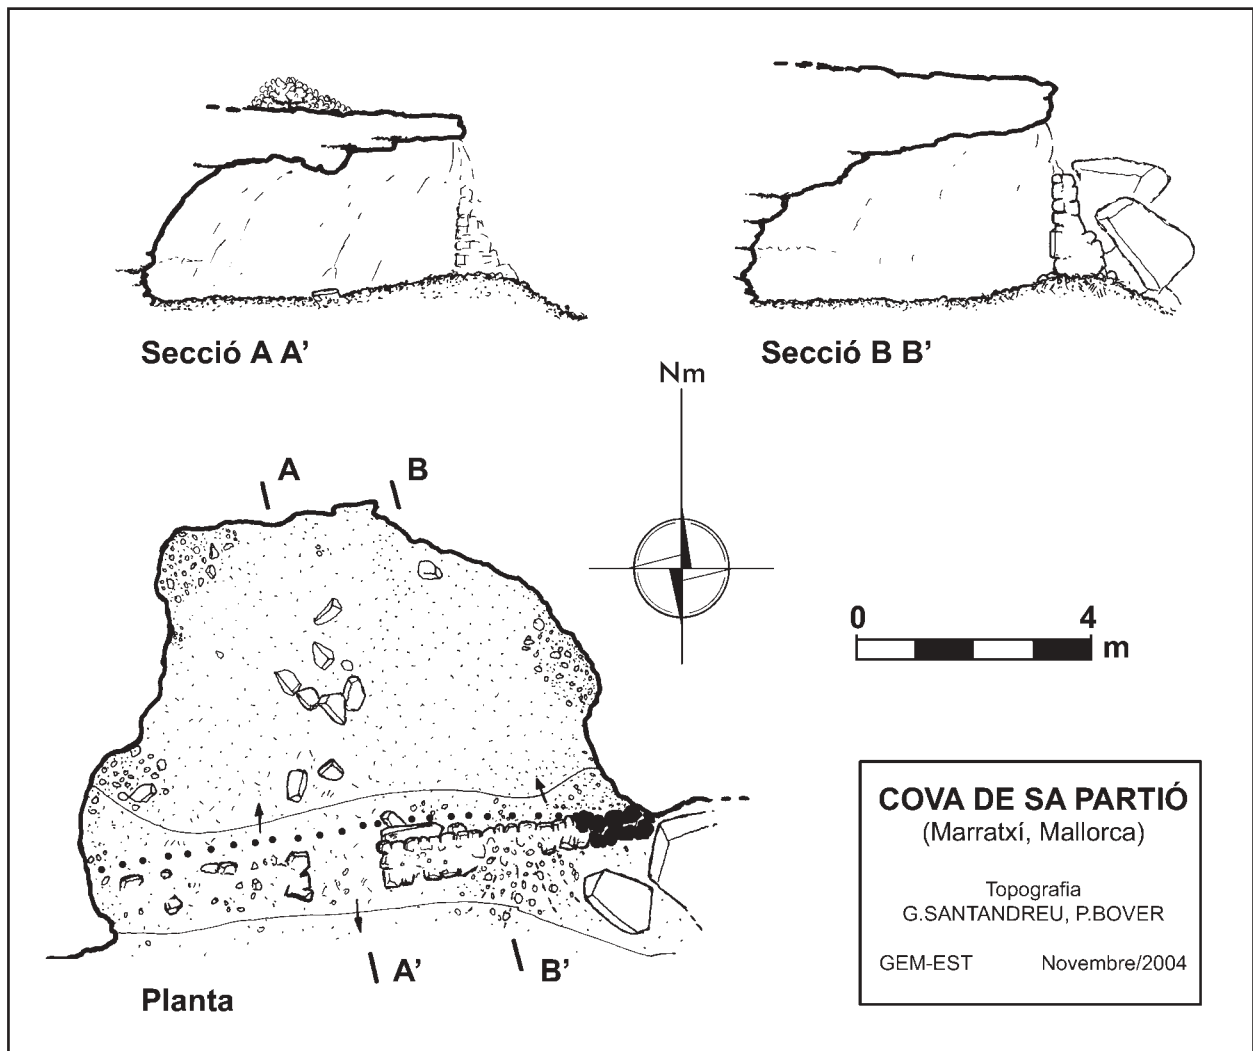 Secció A A’
Secció B B’
Nm
A
B
0
4
m
A’
B’
Planta
COVA DE SA PARTIÓ
(Marratxí, Mallorca)
Topografia
G.SANTANDREU, P.BOVER
GEM-EST Novembre/2004